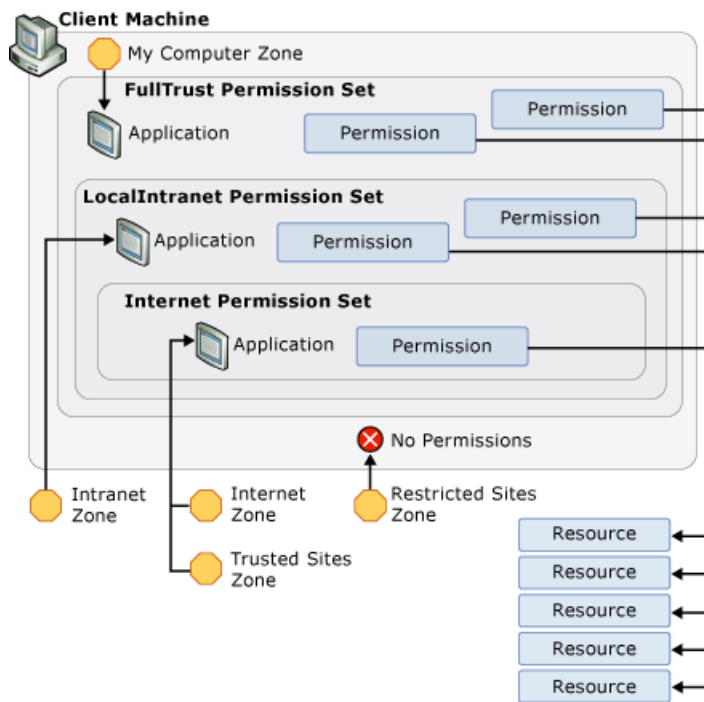 Client Machine
My Computer Zone
FullTrust Permission Set
Permission
Application
Permission
LocalIntranet Permission Set
Permission
Application
Permission
Internet Permission Set
Application
Permission
No Permissions
Intranet
Zone
Internet
Zone
Restricted Sites
Zone
Trusted Sites
Zone
Resource
Resource
Resource
Resource
Resource